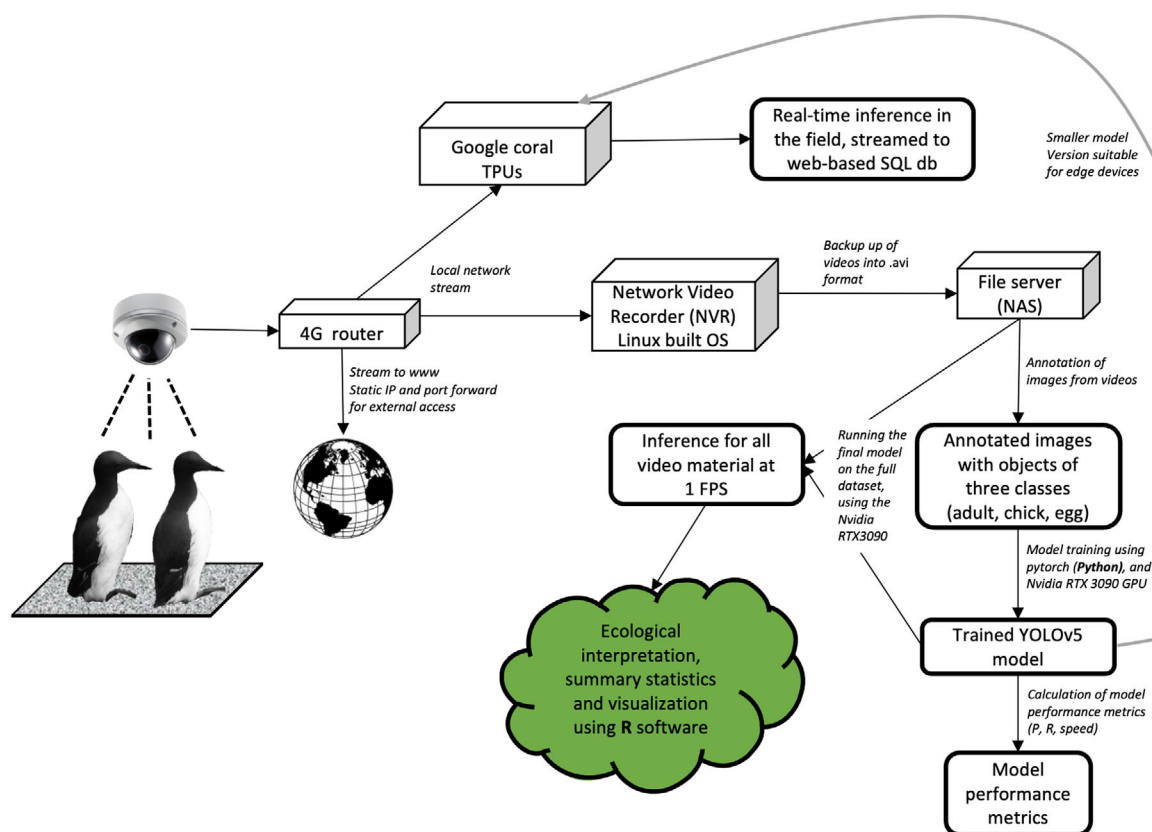 Google coral
TPUs
Real-time inference in
the field, streamed to
web-based SQL db
Smaller model
Version suitable
for edge devices
Local network
stream
Backup up of
videos into .avi
format
4G router
Network Video
Recorder (NVR)
Linux built OS
File server
(NAS)
Stream to www
Static IP and port forward
for external access
Annotation of
images from videos
Inference for all
video material at
1 FPS
Running the
final model
on the full
dataset,
using the
Nvidia
RTX3090
Annotated images
with objects of
three classes
(adult, chick, egg)
Model training using
pytorch (Python), and
Nvidia RTX 3090 GPU
Trained YOLOv5
model
Ecological
interpretation,
summary statistics
and visualization
using R software
Calculation of model
performance metrics
(P, R, speed)
Model
performance
metrics